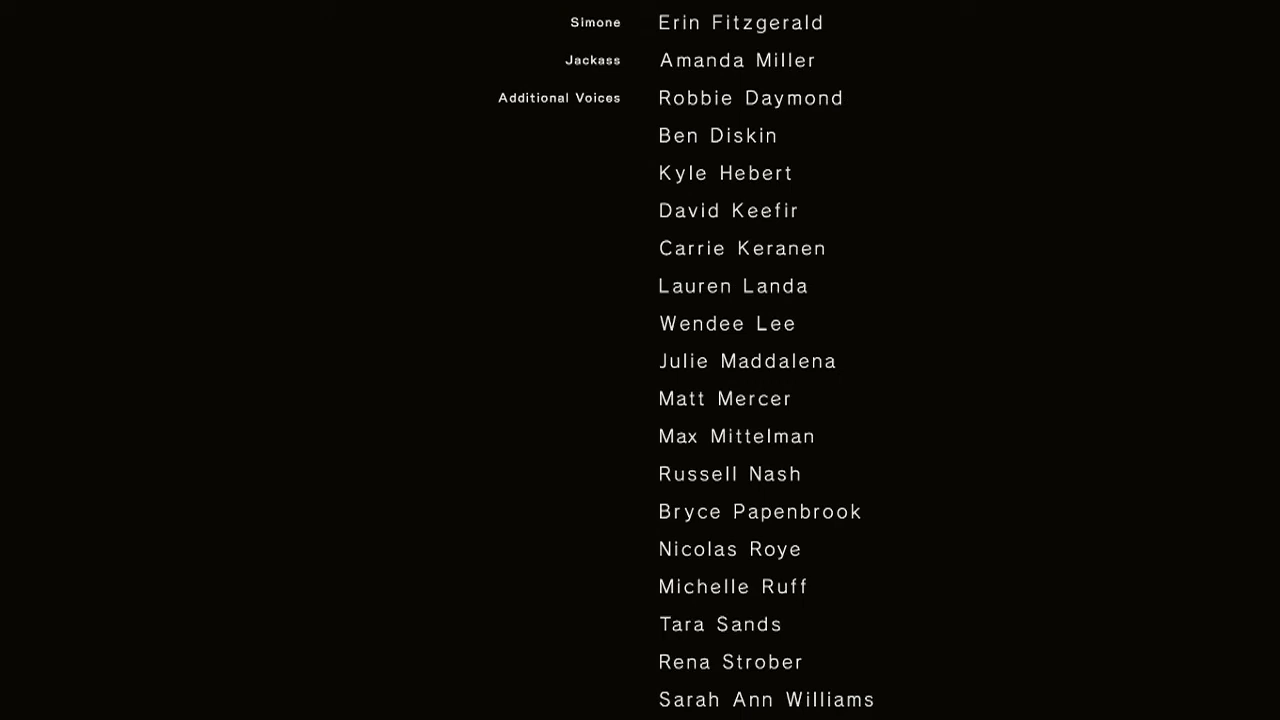 Simone Erin Fitzgerald
Jackass Amanda Miller
Additional Voices Robbie Daymond
Ben Diskin
Kyle Hebert
David Keefir
Carrie Keranen
Lauren Landa
Wendee Lee
Julie Maddalena
Matt Mercer
Max Mittelman
Russell Nash
Bryce Papenbrook
Nicolas Roye
Michelle Ruff
Tara Sands
Rena Strober
Sarah Ann Williams